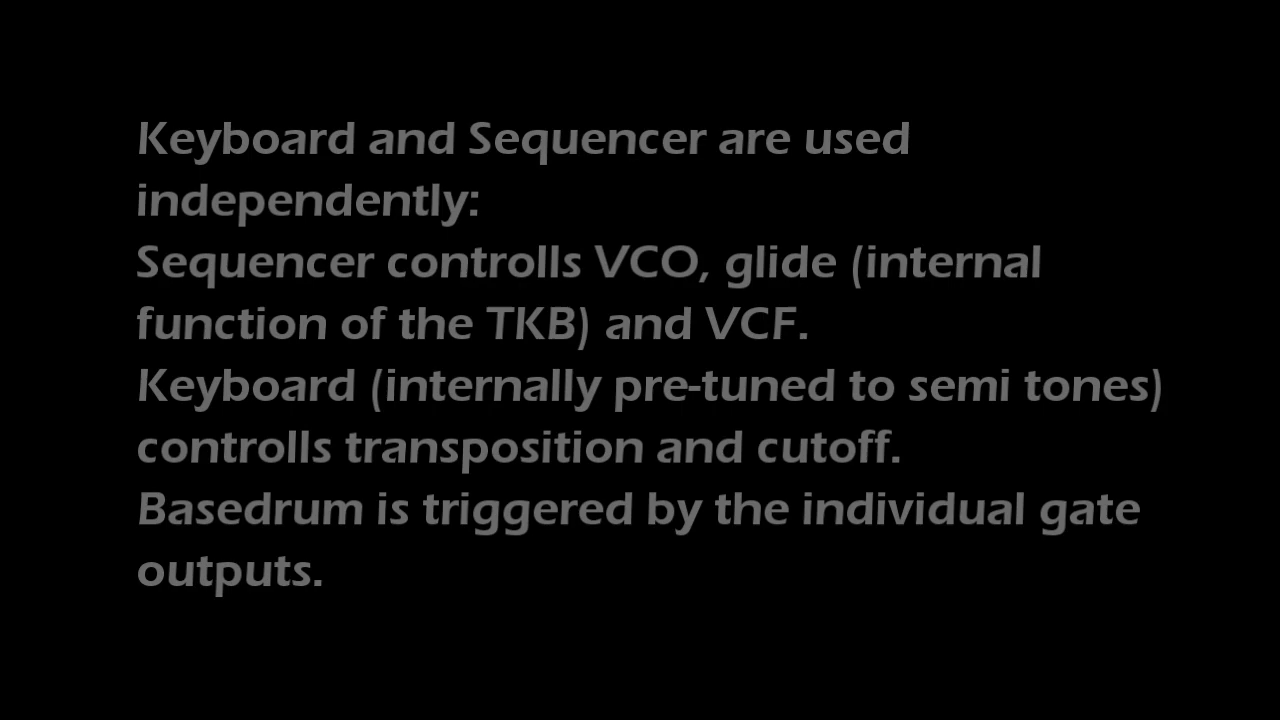 Keyboard and Sequencer are used
independently:
Sequencer controlls VCO, glide (internal
function of the TKB) and VCF.
Keyboard (internally pre-tuned to semi tones)
controlls transposition and cutoff.
Basedrum is triggered by the individual gate
outputs.